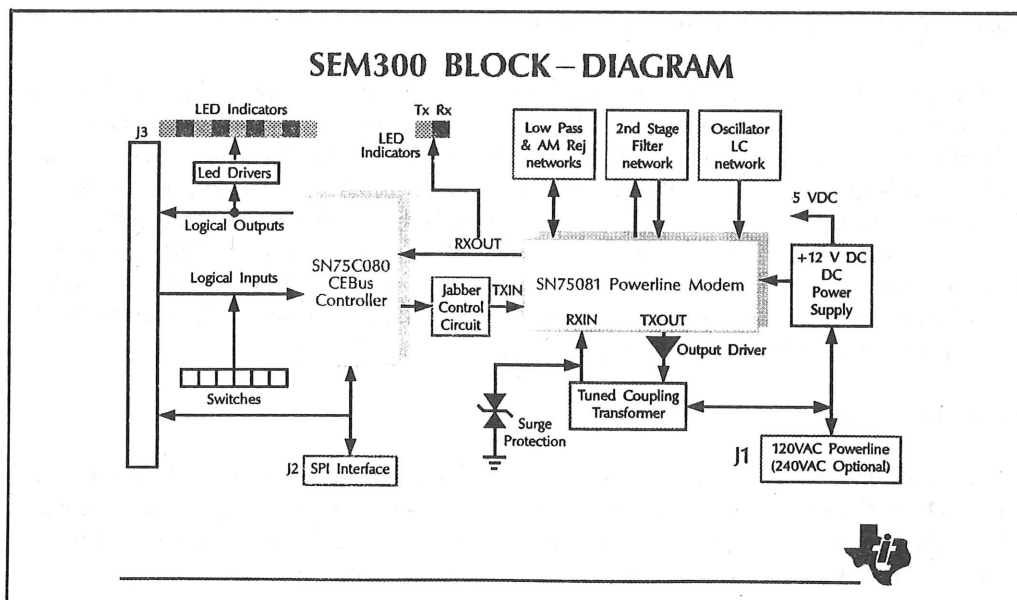 SEM300 BLOCK – DIAGRAM
LED Indicators
J3
Led Drivers
Logical Outputs
Tx Rx
LED
Indicators
Low Pass
& AM Rej
networks
2nd Stage
Filter
network
Oscillator
LC
network
5 VDC
RXOUT
SN75C080
CEBus
Controller
Logical Inputs
Jabber
Control
Circuit
TXIN
SN75081 Powerline Modem
RXIN
TXOUT
+12 V DC
DC
Power
Supply
Output Driver
Switches
Surge
Protection
Tuned Coupling
Transformer
J2
SPI Interface
J1
120VAC Powerline
(240VAC Optional)